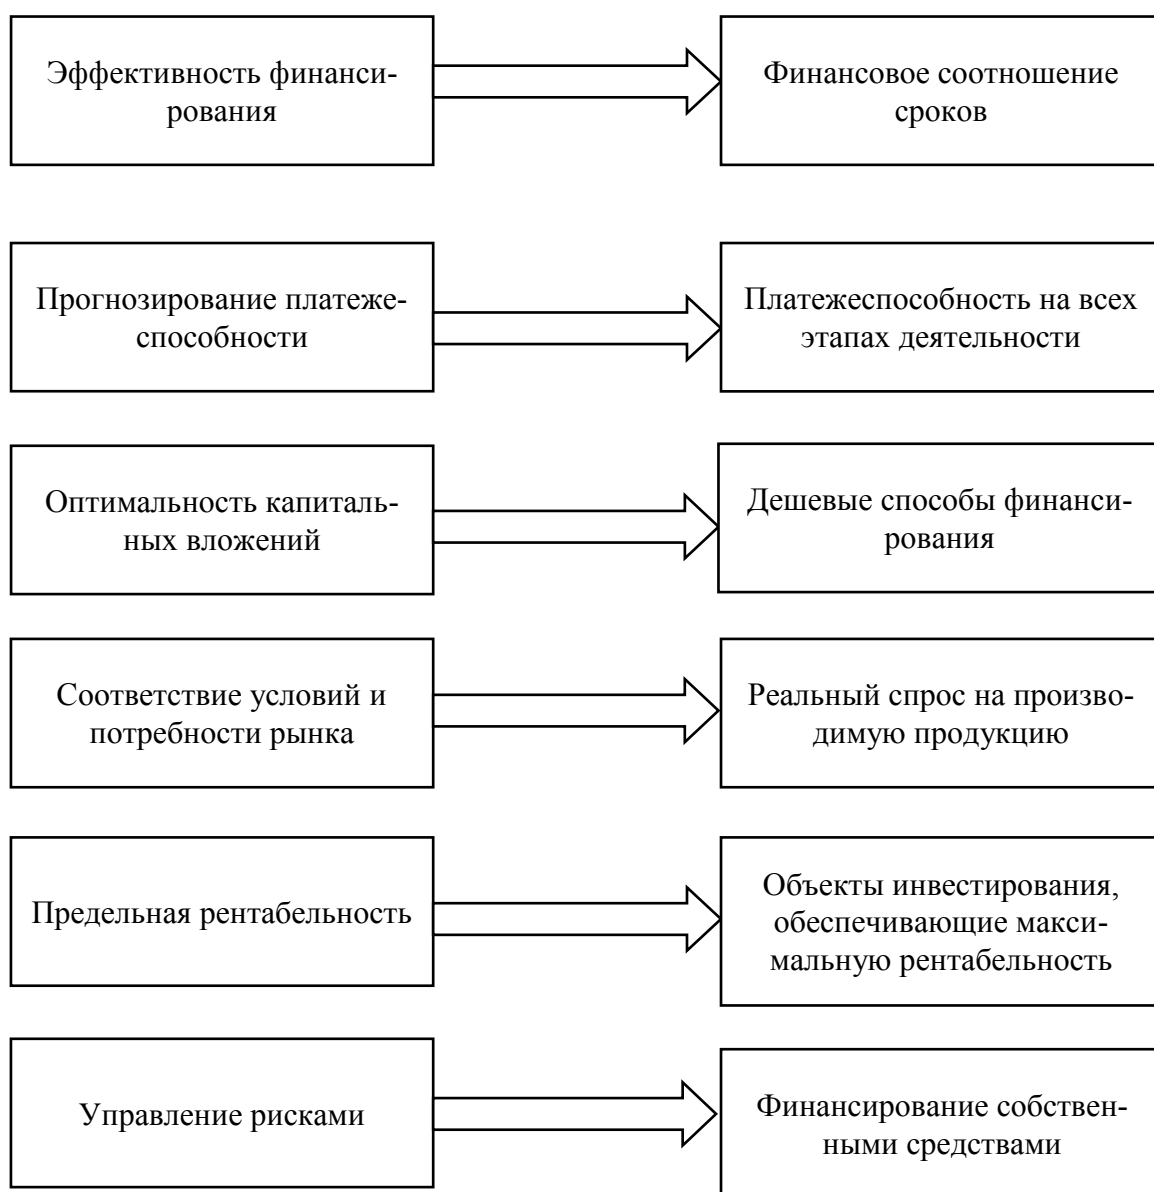 Эффективность финанси-
рования
Финансовое соотношение
сроков
Прогнозирование платеже-
способности
Платежеспособность на всех
этапах деятельности
Оптимальность капиталь-
ных вложений
Дешевые способы финанси-
рования
Соответствие условий и
потребности рынка
Реальный спрос на произво-
димую продукцию
Предельная рентабельность
Объекты инвестирования,
обеспечивающие макси-
мальную рентабельность
Управление рисками
Финансирование собствен-
ными средствами